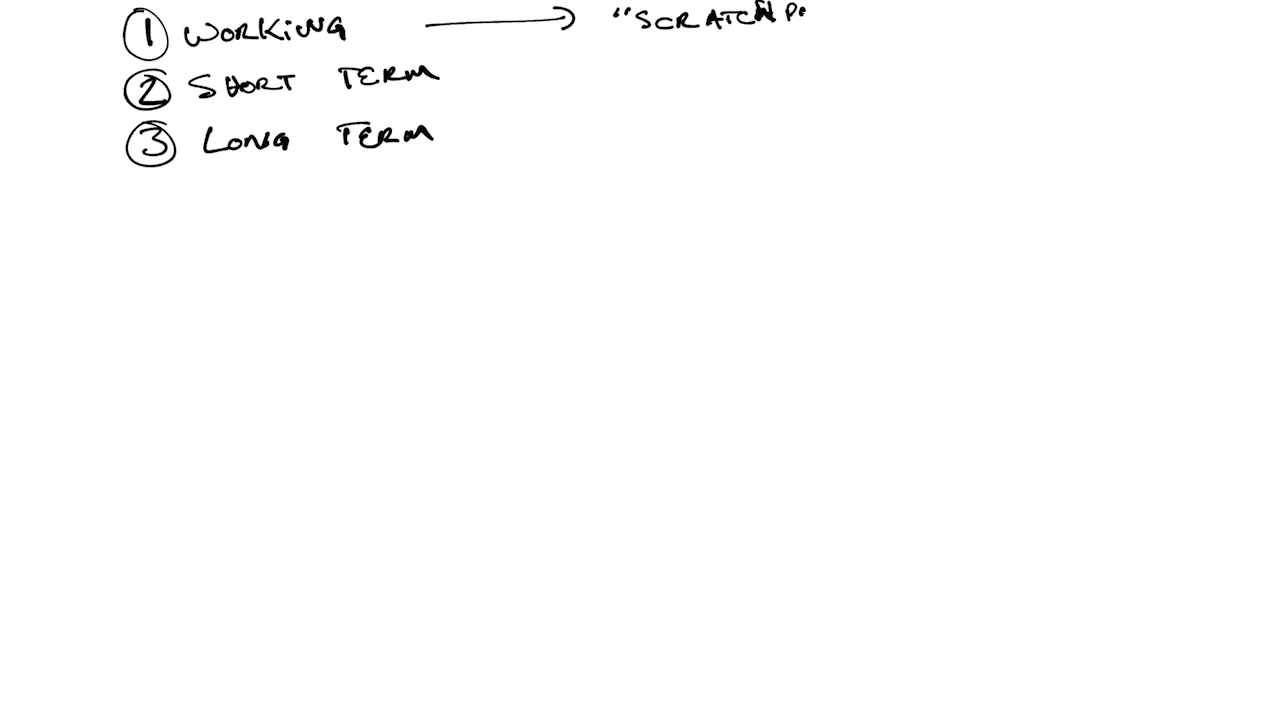 ① WORKING → "SCRATCH
② SHORT TERM
③ LONG TERM